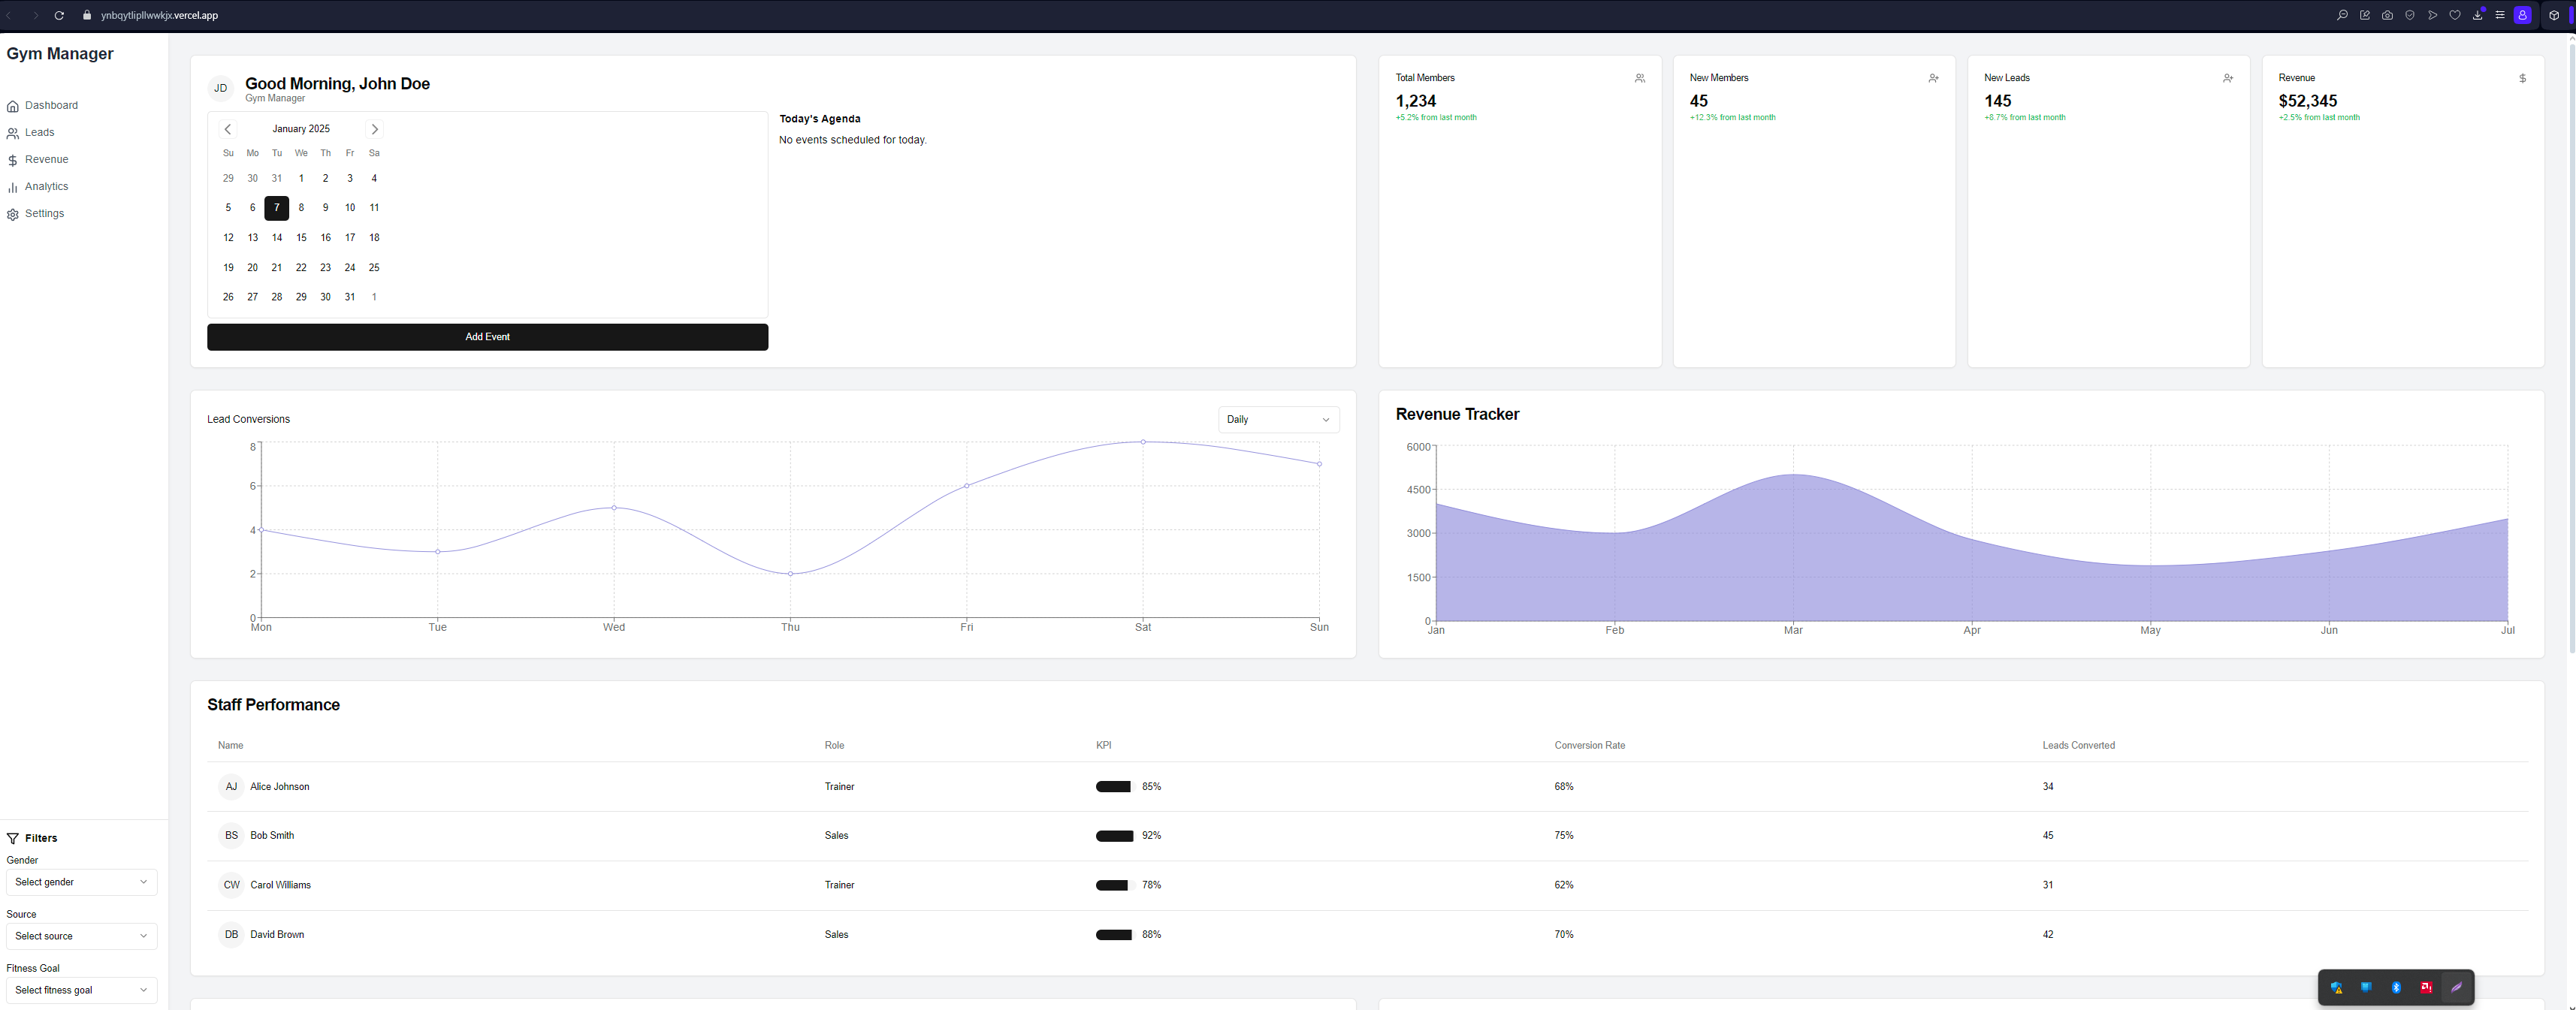 ynbqytlipllwwkjx.vercel.app
Gym Manager
Dashboard
Leads
Revenue
Analytics
Settings
Filters
Gender
Select gender
Source
Select source
Fitness Goal
Select fitness goal
JD
Good Morning, John Doe
Gym Manager
January 2025
Su Mo Tu We Th Fr Sa
29 30 31 1 2 3 4
5 6 7 8 9 10 11
12 13 14 15 16 17 18
19 20 21 22 23 24 25
26 27 28 29 30 31 1
Add Event
Today's Agenda
No events scheduled for today.
Total Members
1,234
+5.2% from last month
New Members
45
+12.3% from last month
New Leads
145
+8.7% from last month
Revenue
$52,345
+2.5% from last month
Lead Conversions
Daily
8
6
4
2
0
Mon Tue Wed Thu Fri Sat Sun
Revenue Tracker
6000
4500
3000
1500
0
Jan Feb Mar Apr May Jun Jul
Staff Performance
Name Role KPI Conversion Rate Leads Converted
AJ Alice Johnson Trainer 85% 68% 34
BS Bob Smith Sales 92% 75% 45
CW Carol Williams Trainer 78% 62% 31
DB David Brown Sales 88% 70% 42